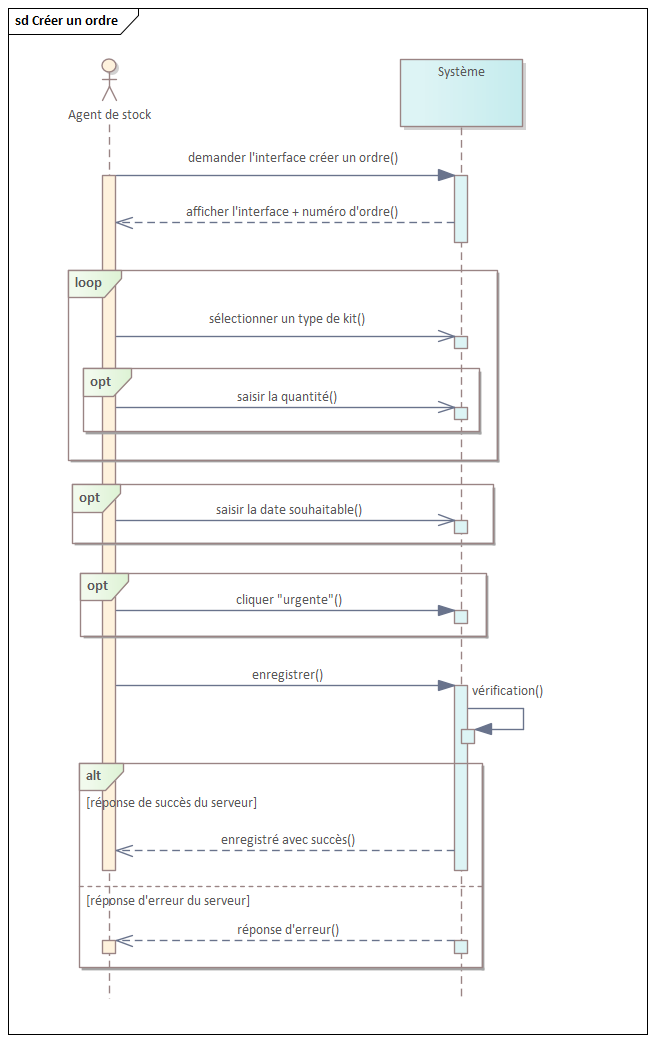 sd Créer un ordre
Système
Agent de stock
demander l'interface créer un ordre()
afficher l'interface + numéro d'ordre()
loop
sélectionner un type de kit()
opt
saisir la quantité()
opt
saisir la date souhaitable()
opt
cliquer "urgente"()
enregistrer()
vérification()
alt
[réponse de succès du serveur]
enregistré avec succès()
[réponse d'erreur du serveur]
réponse d'erreur()